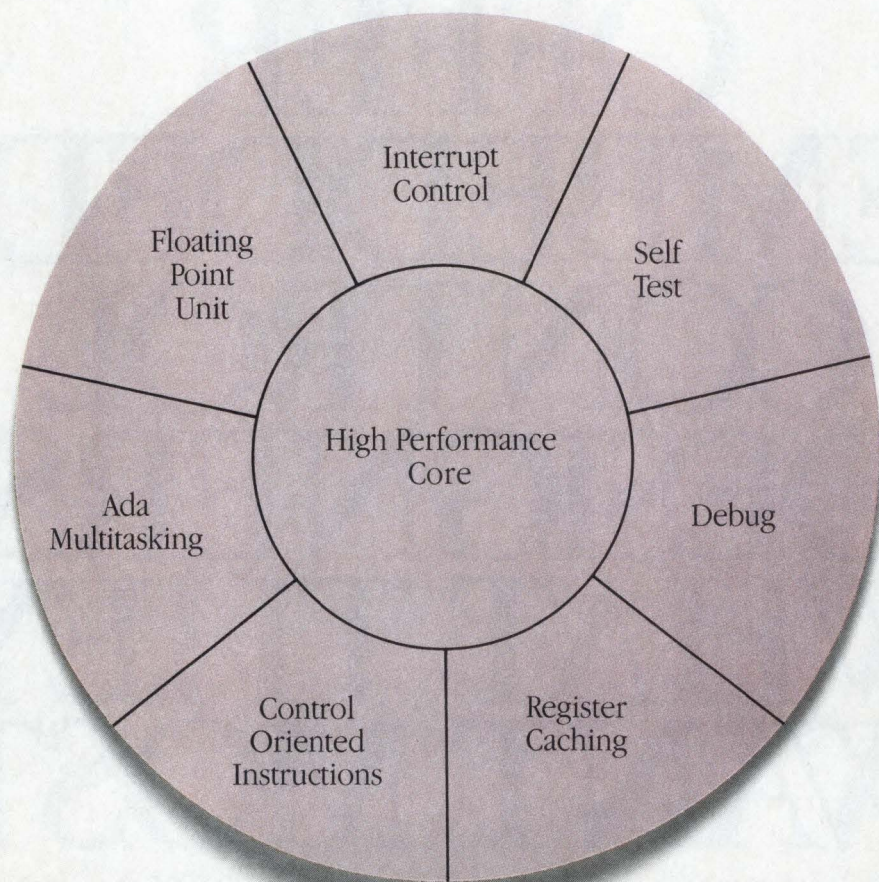 Interrupt
Control
Self
Test
Debug
Register
Caching
Control
Oriented
Instructions
Ada
Multitasking
Floating
Point
Unit
High Performance
Core